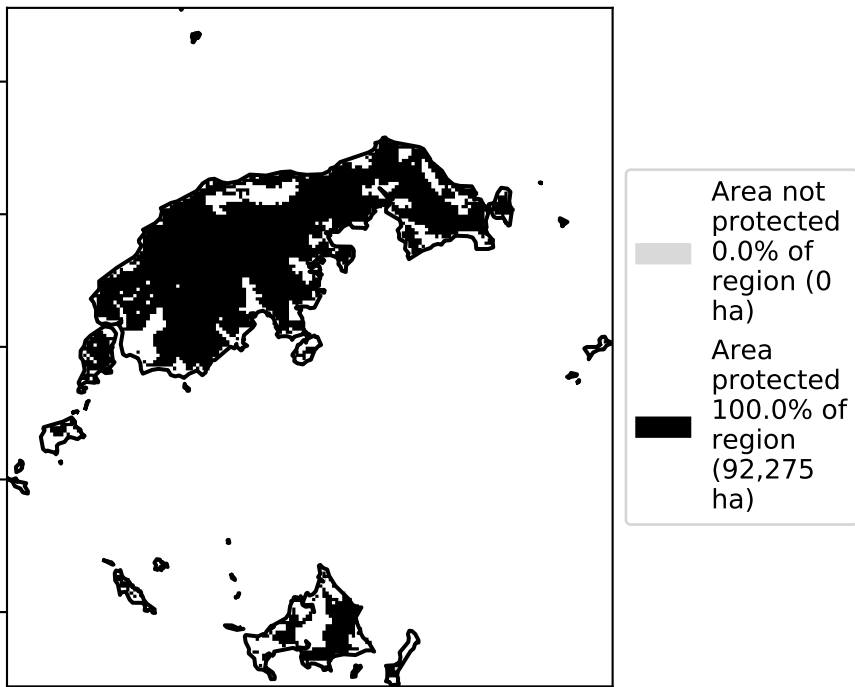 Area not
protected
0.0% of
region (0
ha)
Area
protected
100.0% of
region
(92,275
ha)